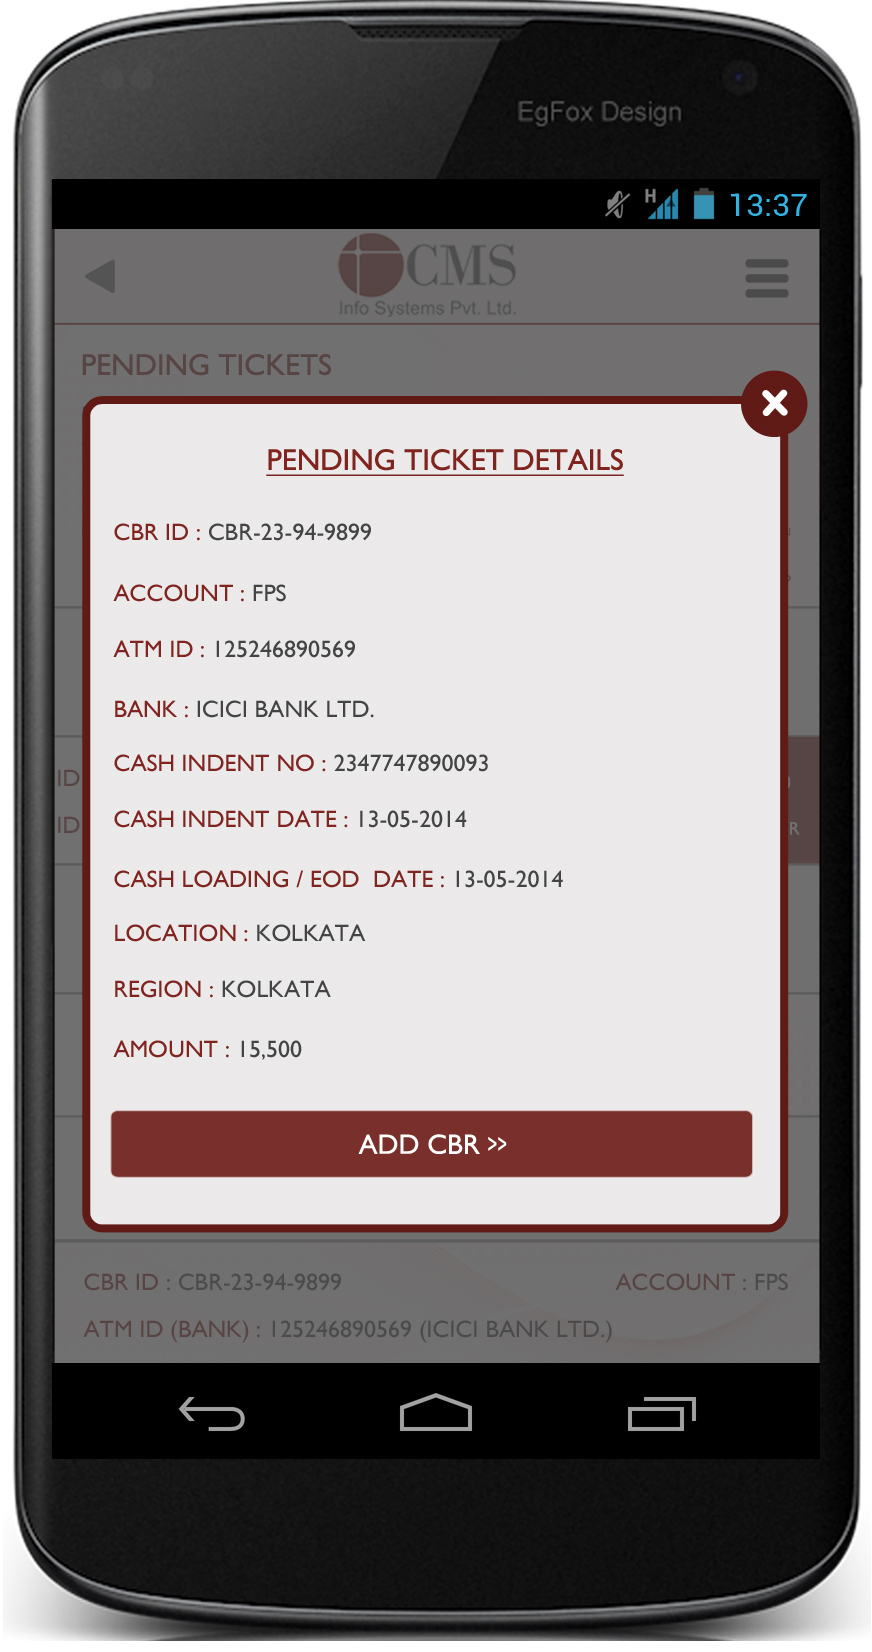 EgFox Design
H 13:37
CMS
Info Systems Pvt. Ltd.
PENDING TICKETS
PENDING TICKET DETAILS
CBR ID : CBR-23-94-9899
ACCOUNT : FPS
ATM ID : 125246890569
BANK : ICICI BANK LTD.
CASH INDENT NO : 2347747890093
ID
CASH INDENT DATE : 13-05-2014
ID
R
CASH LOADING / EOD DATE : 13-05-2014
LOCATION : KOLKATA
REGION : KOLKATA
AMOUNT : 15,500
ADD CBR >>
CBR ID : CBR-23-94-9899 ACCOUNT : FPS
ATM ID (BANK) : 125246890569 (ICICI BANK LTD.)